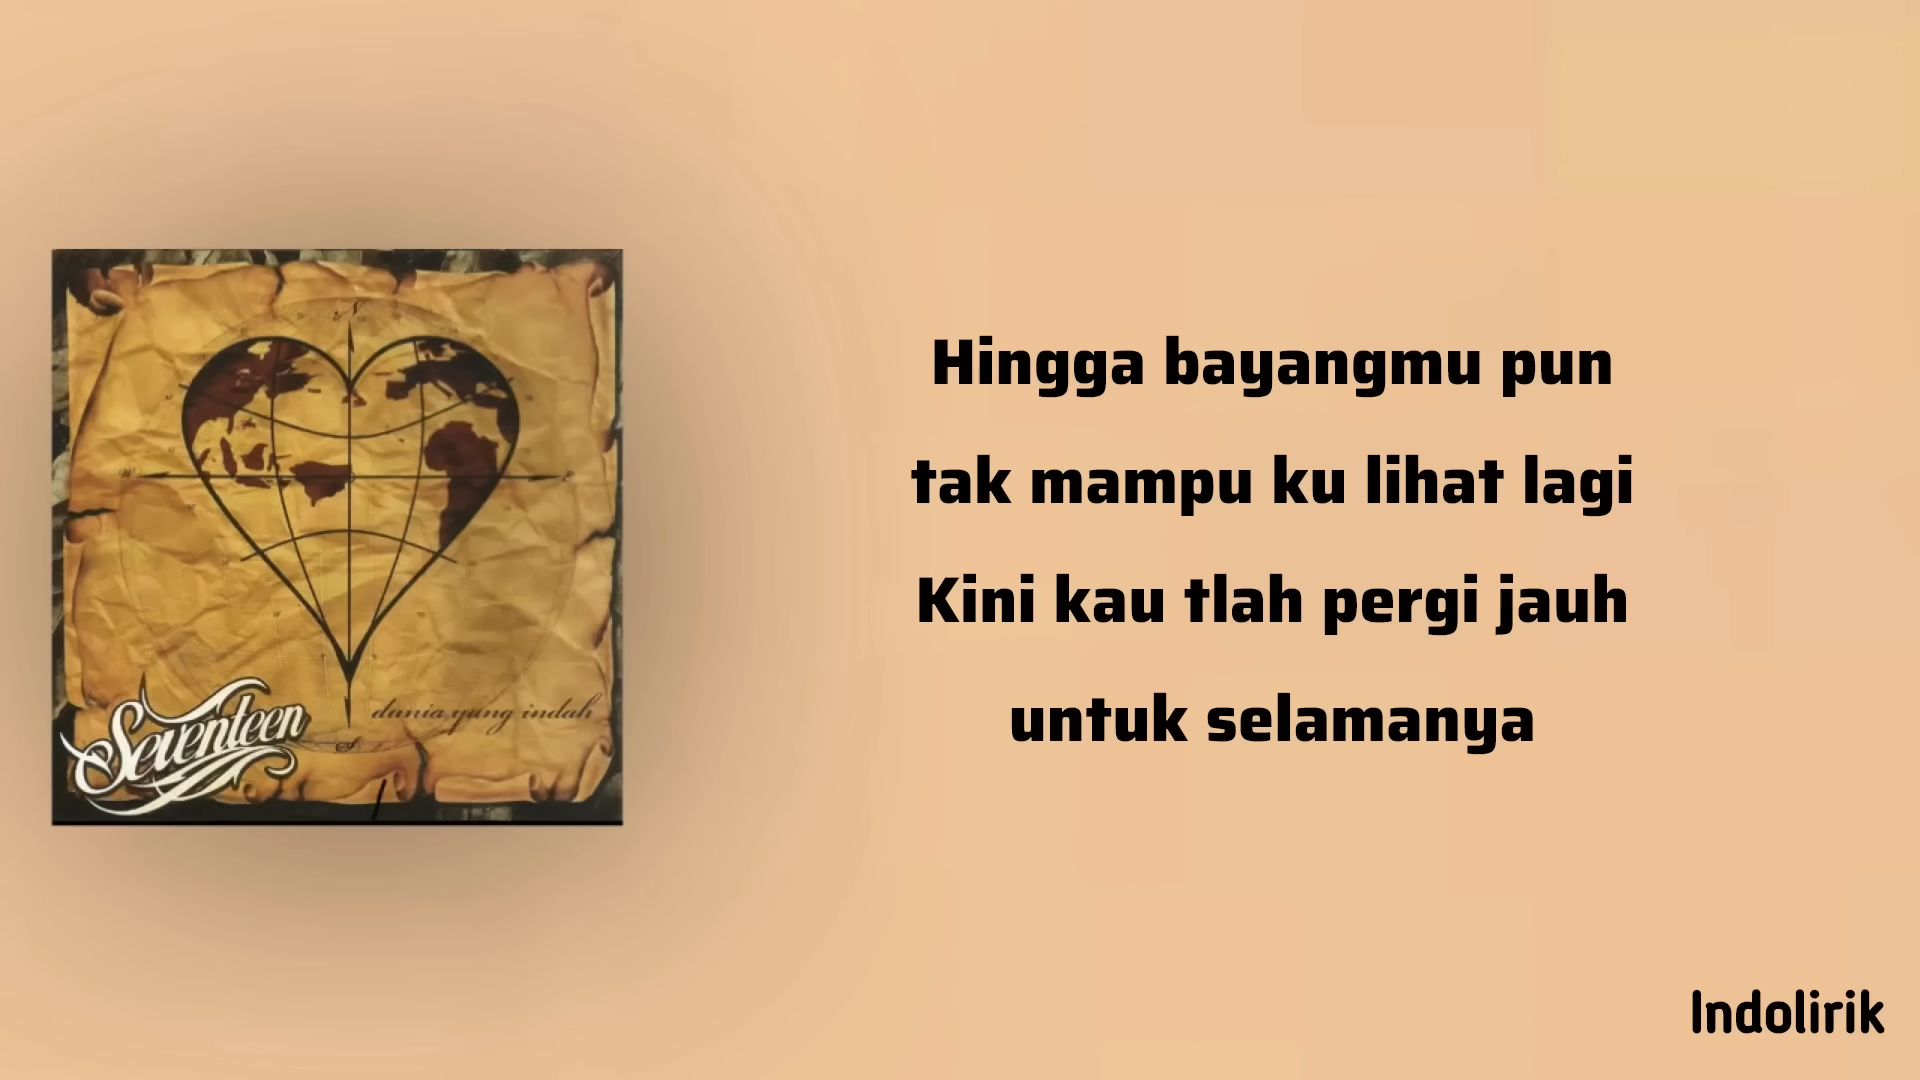 Hingga bayangmu pun
tak mampu ku lihat lagi
Kini kau tlah pergi jauh
untuk selamanya
N
W
S
Seventeen
dunia yang indah
Indolirik